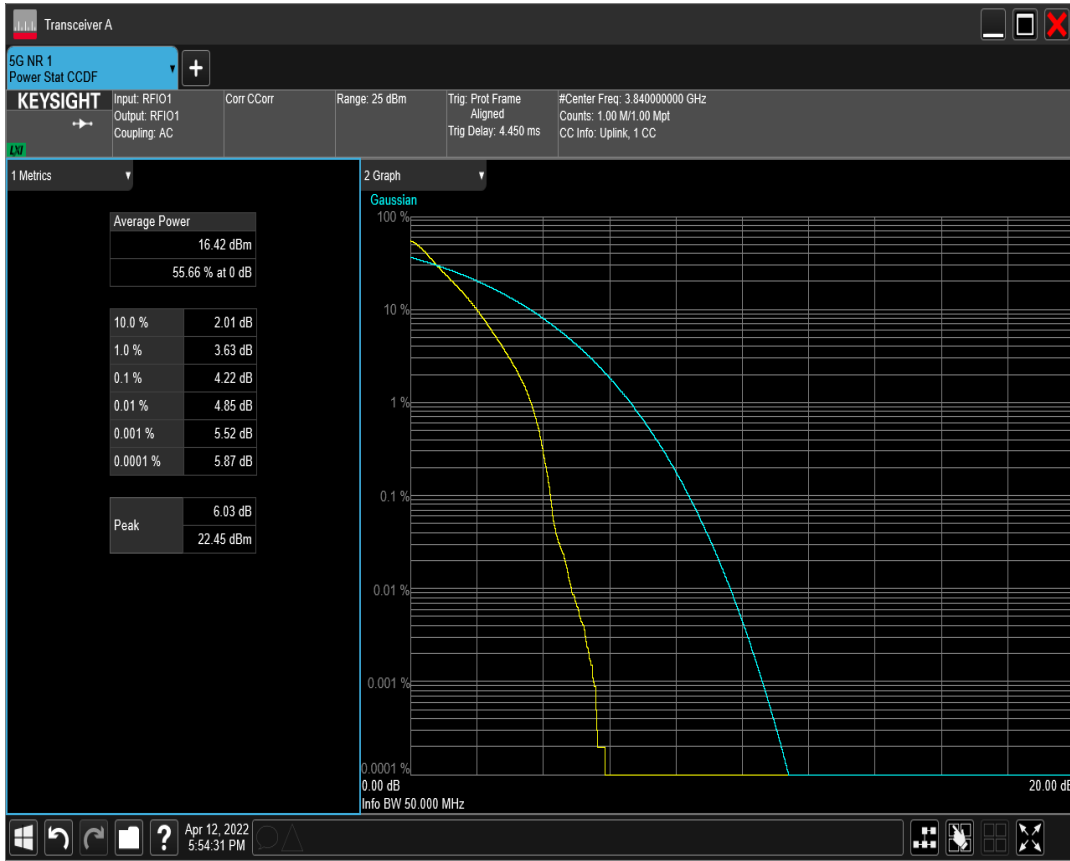 Transceiver A
5G NR 1
Power Stat CCDF
+
KEYSIGHT
LXI
Input: RFIO1
Output: RFIO1
Coupling: AC
Corr CCorr
Range: 25 dBm
Trig: Prot Frame
Aligned
Trig Delay: 4.450 ms
#Center Freq: 3.840000000 GHz
Counts: 1.00 M/1.00 Mpt
CC Info: Uplink, 1 CC
1 Metrics
Average Power
16.42 dBm
55.66 % at 0 dB
10.0 % 2.01 dB
1.0 % 3.63 dB
0.1 % 4.22 dB
0.01 % 4.85 dB
0.001 % 5.52 dB
0.0001 % 5.87 dB
Peak
6.03 dB
22.45 dBm
2 Graph
Gaussian
100 %
10 %
1 %
0.1 %
0.01 %
0.001 %
0.0001 %
0.00 dB 20.00 dB
Info BW 50.000 MHz
?
Apr 12, 2022
5:54:31 PM